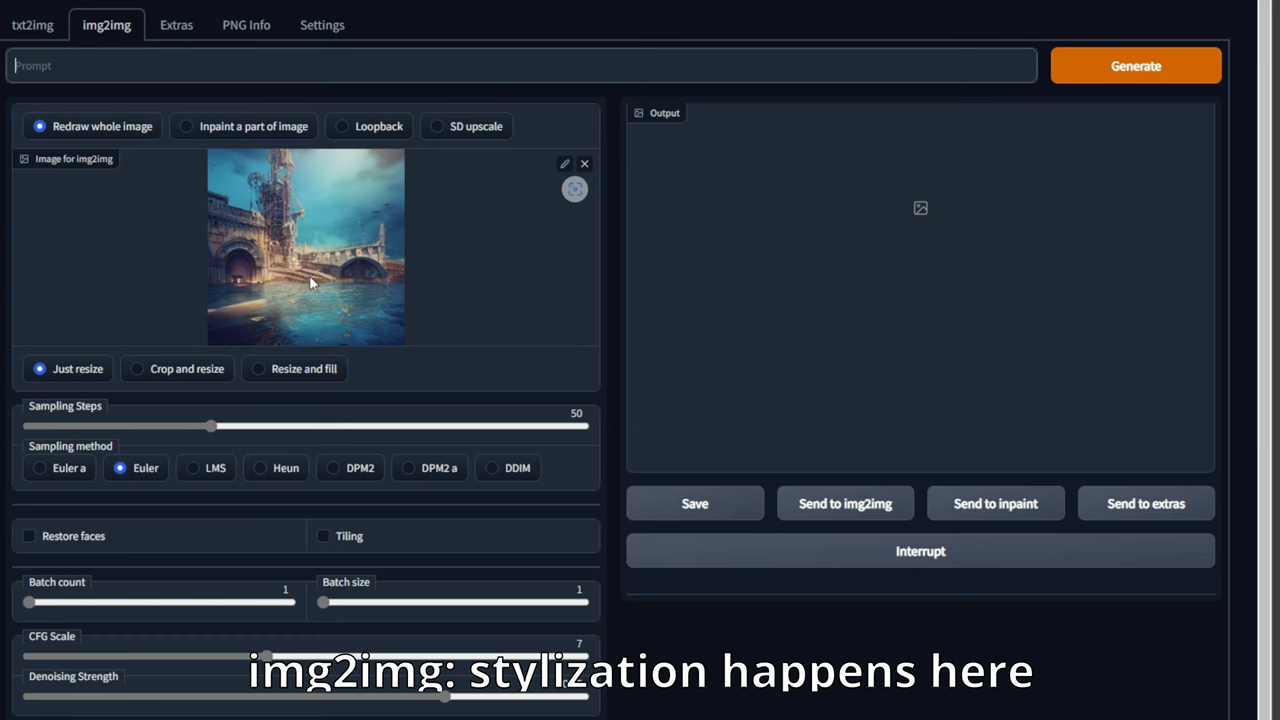 txt2img img2img Extras PNG Info Settings
Prompt
Generate
Redraw whole image Inpaint a part of image Loopback SD upscale
Image for img2img
Just resize Crop and resize Resize and fill
Sampling Steps
50
Sampling method
Euler a Euler LMS Heun DPM2 DPM2 a DDIM
Restore faces Tiling
Batch count
1
Batch size
1
CFG Scale
7
Denoising Strength
Output
Save Send to img2img Send to inpaint Send to extras
Interrupt
img2img: stylization happens here